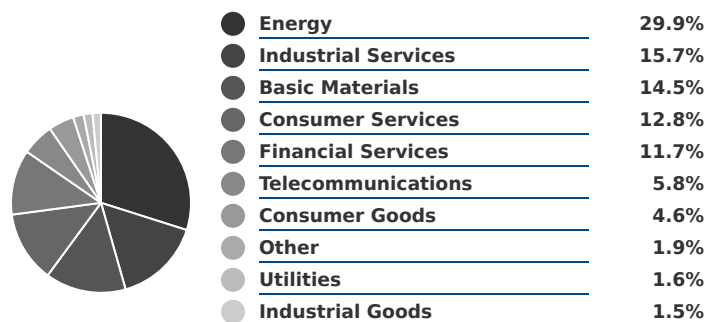 Energy 29.9%
Industrial Services 15.7%
Basic Materials 14.5%
Consumer Services 12.8%
Financial Services 11.7%
Telecommunications 5.8%
Consumer Goods 4.6%
Other 1.9%
Utilities 1.6%
Industrial Goods 1.5%